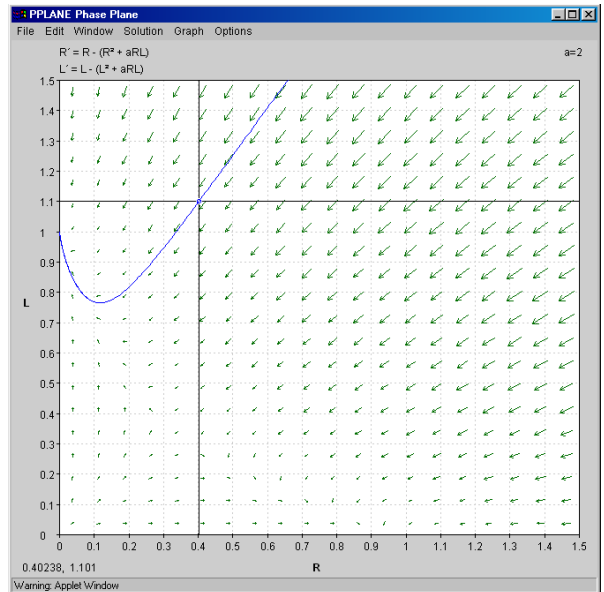 PPLANE Phase Plane
File Edit Window Solution Graph Options
R´ = R - (R² + aRL) a=2
L´ = L - (L² + aRL)
1.5
1.4
1.3
1.2
1.1
1
0.9
0.8
L
0.7
0.6
0.5
0.4
0.3
0.2
0.1
0
0 0.1 0.2 0.3 0.4 0.5 0.6 0.7 0.8 0.9 1 1.1 1.2 1.3 1.4 1.5
0.40238, 1.101 R
Warning: Applet Window